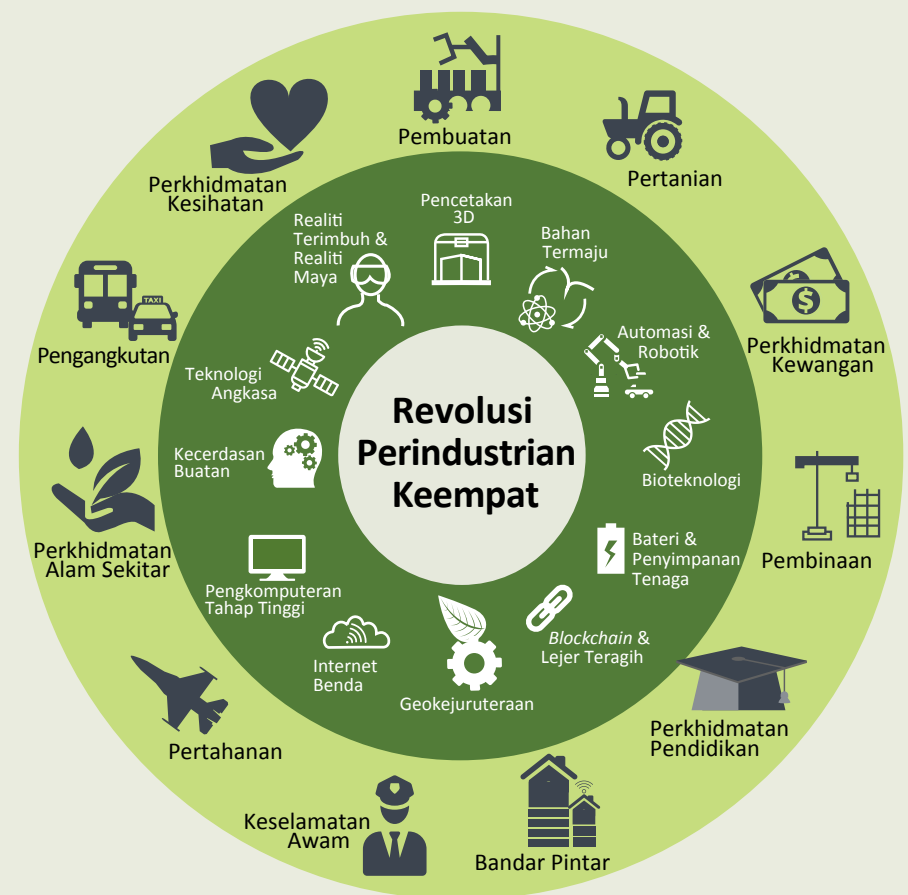 Revolusi
Perindustrian
Keempat
Pencetakan
3D
Bahan
Termaju
Automasi &
Robotik
Bioteknologi
Bateri &
Penyimpanan
Tenaga
Blockchain &
Lejer Teragih
Geokejuruteraan
Internet
Benda
Pengkomputeran
Tahap Tinggi
Kecerdasan
Buatan
Teknologi
Angkasa
Realiti
Terimbuh &
Realiti
Maya
Pembuatan
Pertanian
$
Perkhidmatan
Kewangan
Pembinaan
Perkhidmatan
Pendidikan
Bandar Pintar
Keselamatan
Awam
Pertahanan
Perkhidmatan
Alam Sekitar
TAXI
Pengangkutan
Perkhidmatan
Kesihatan